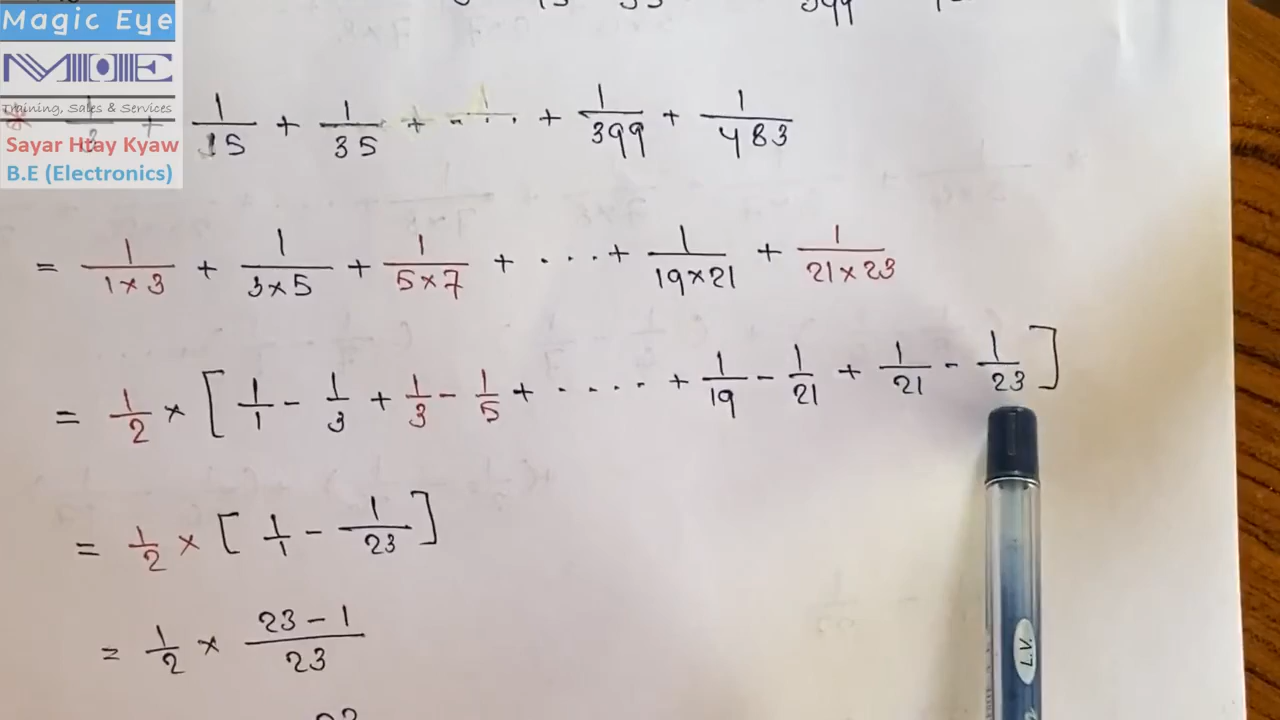 Magic Eye
MOE
Training, Sales & Services
Sayar Htay Kyaw
B.E (Electronics)
+ 1/15 + 1/35 + ... + 1/399 + 1/483
= 1/(1×3) + 1/(3×5) + 1/(5×7) + ... + 1/(19×21) + 1/(21×23)
= 1/2 × [1/1 - 1/3 + 1/3 - 1/5 + .... + 1/19 - 1/21 + 1/21 - 1/23]
= 1/2 × [1/1 - 1/23]
= 1/2 × (23-1)/23
L.V.